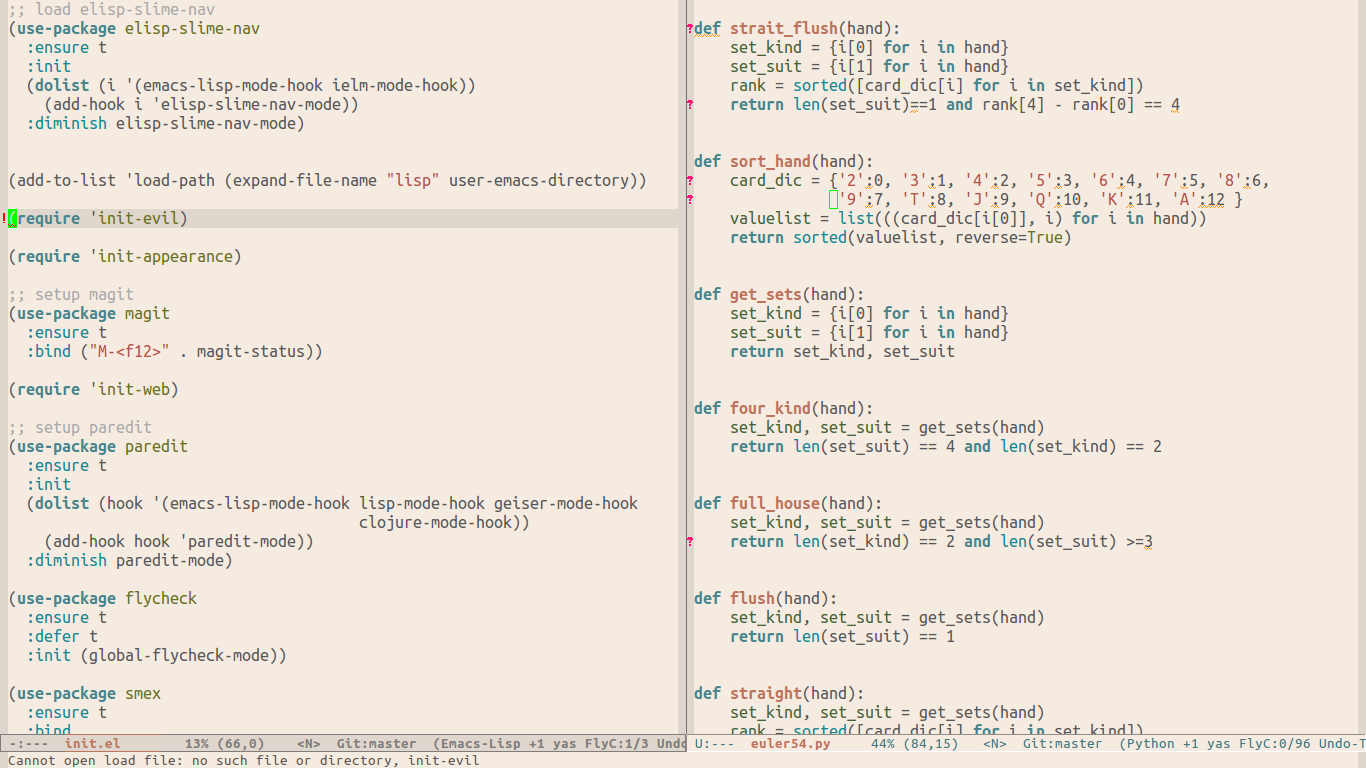 ;; load elisp-slime-nav
(use-package elisp-slime-nav
  :ensure t
  :init
  (dolist (i '(emacs-lisp-mode-hook ielm-mode-hook))
    (add-hook i 'elisp-slime-nav-mode))
  :diminish elisp-slime-nav-mode)
(add-to-list 'load-path (expand-file-name "lisp" user-emacs-directory))
!(require 'init-evil)
(require 'init-appearance)
;; setup magit
(use-package magit
  :ensure t
  :bind ("M-<f12>" . magit-status))
(require 'init-web)
;; setup paredit
(use-package paredit
  :ensure t
  :init
  (dolist (hook '(emacs-lisp-mode-hook lisp-mode-hook geiser-mode-hook
                                       clojure-mode-hook))
    (add-hook hook 'paredit-mode))
  :diminish paredit-mode)
(use-package flycheck
  :ensure t
  :defer t
  :init (global-flycheck-mode))
(use-package smex
  :ensure t
  :bind
-:---  init.el       13% (66,0)    <N>  Git:master  (Emacs-Lisp +1 yas FlyC:1/3 Undo
?def strait_flush(hand):
    set_kind = {i[0] for i in hand}
    set_suit = {i[1] for i in hand}
    rank = sorted([card_dic[i] for i in set_kind])
?    return len(set_suit)==1 and rank[4] - rank[0] == 4
def sort_hand(hand):
?    card_dic = {'2':0, '3':1, '4':2, '5':3, '6':4, '7':5, '8':6,
?                '9':7, 'T':8, 'J':9, 'Q':10, 'K':11, 'A':12 }
    valuelist = list(((card_dic[i[0]], i) for i in hand))
    return sorted(valuelist, reverse=True)
def get_sets(hand):
    set_kind = {i[0] for i in hand}
    set_suit = {i[1] for i in hand}
    return set_kind, set_suit
def four_kind(hand):
    set_kind, set_suit = get_sets(hand)
    return len(set_suit) == 4 and len(set_kind) == 2
def full_house(hand):
    set_kind, set_suit = get_sets(hand)
?    return len(set_kind) == 2 and len(set_suit) >=3
def flush(hand):
    set_kind, set_suit = get_sets(hand)
    return len(set_suit) == 1
def straight(hand):
    set_kind, set_suit = get_sets(hand)
    rank = sorted([card_dic[i] for i in set_kind])
U:---  euler54.py    44% (84,15)   <N>  Git:master  (Python +1 yas FlyC:0/96 Undo-T
Cannot open load file: no such file or directory, init-evil